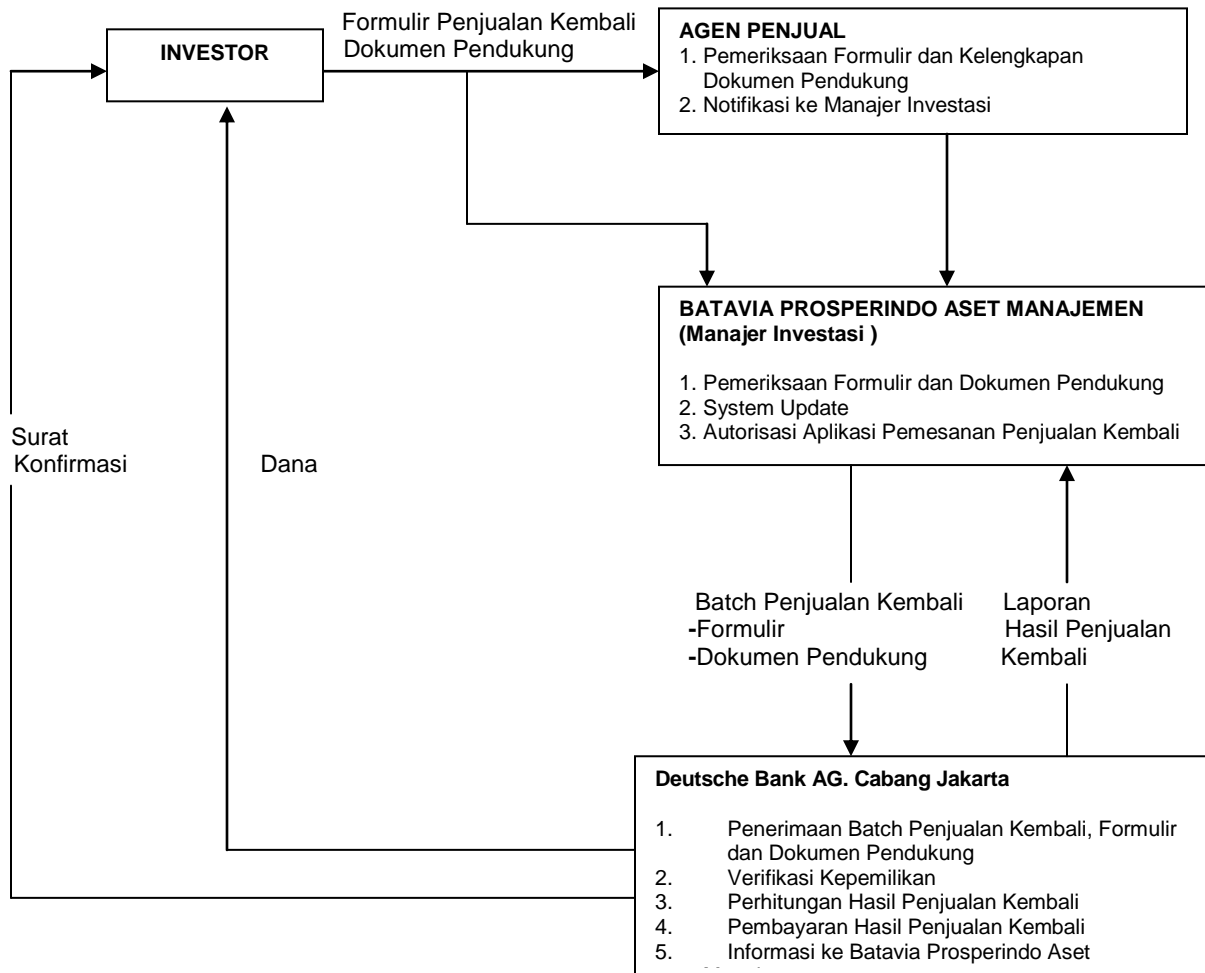 Formulir Penjualan Kembali
Dokumen Pendukung
INVESTOR
AGEN PENJUAL
1. Pemeriksaan Formulir dan Kelengkapan
Dokumen Pendukung
2. Notifikasi ke Manajer Investasi
BATAVIA PROSPERINDO ASET MANAJEMEN
(Manajer Investasi )
1. Pemeriksaan Formulir dan Dokumen Pendukung
2. System Update
3. Autorisasi Aplikasi Pemesanan Penjualan Kembali
Surat
Konfirmasi
Dana
Batch Penjualan Kembali
-Formulir
-Dokumen Pendukung
Laporan
Hasil Penjualan
Kembali
Deutsche Bank AG. Cabang Jakarta
1. Penerimaan Batch Penjualan Kembali, Formulir
dan Dokumen Pendukung
2. Verifikasi Kepemilikan
3. Perhitungan Hasil Penjualan Kembali
4. Pembayaran Hasil Penjualan Kembali
5. Informasi ke Batavia Prosperindo Aset